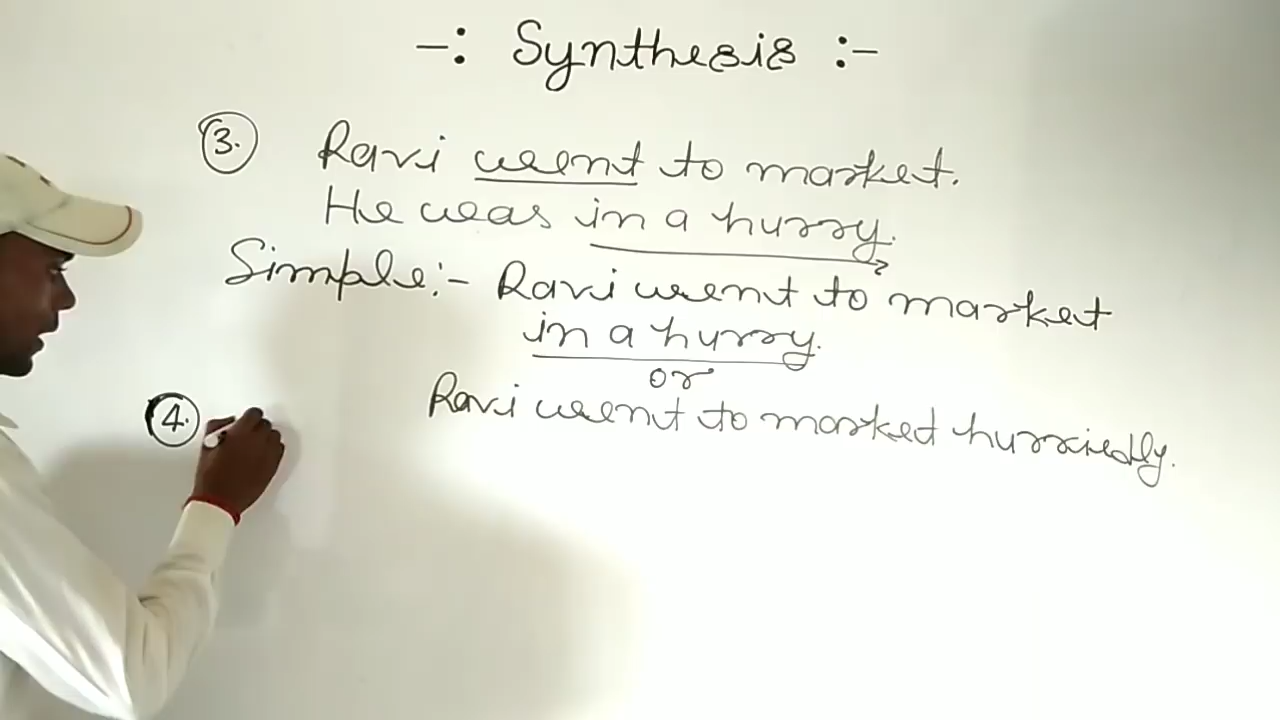 -: Synthesis :-
3. Ravi went to market.
He was in a hurry.
Simple:- Ravi went to market
in a hurry.
or
Ravi went to marked hurriedly.
4.